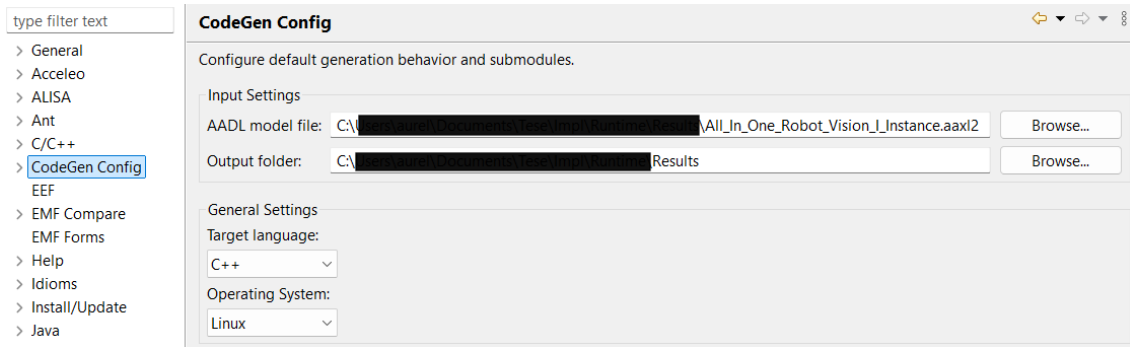 type filter text
General
Acceleo
ALISA
Ant
C/C++
CodeGen Config
EEF
EMF Compare
EMF Forms
Help
Idioms
Install/Update
Java
CodeGen Config
Configure default generation behavior and submodules.
Input Settings
AADL model file: C:\ \All_In_One_Robot_Vision_I_Instance.aaxl2 Browse...
Output folder: C:\ Results Browse...
General Settings
Target language:
C++
Operating System:
Linux